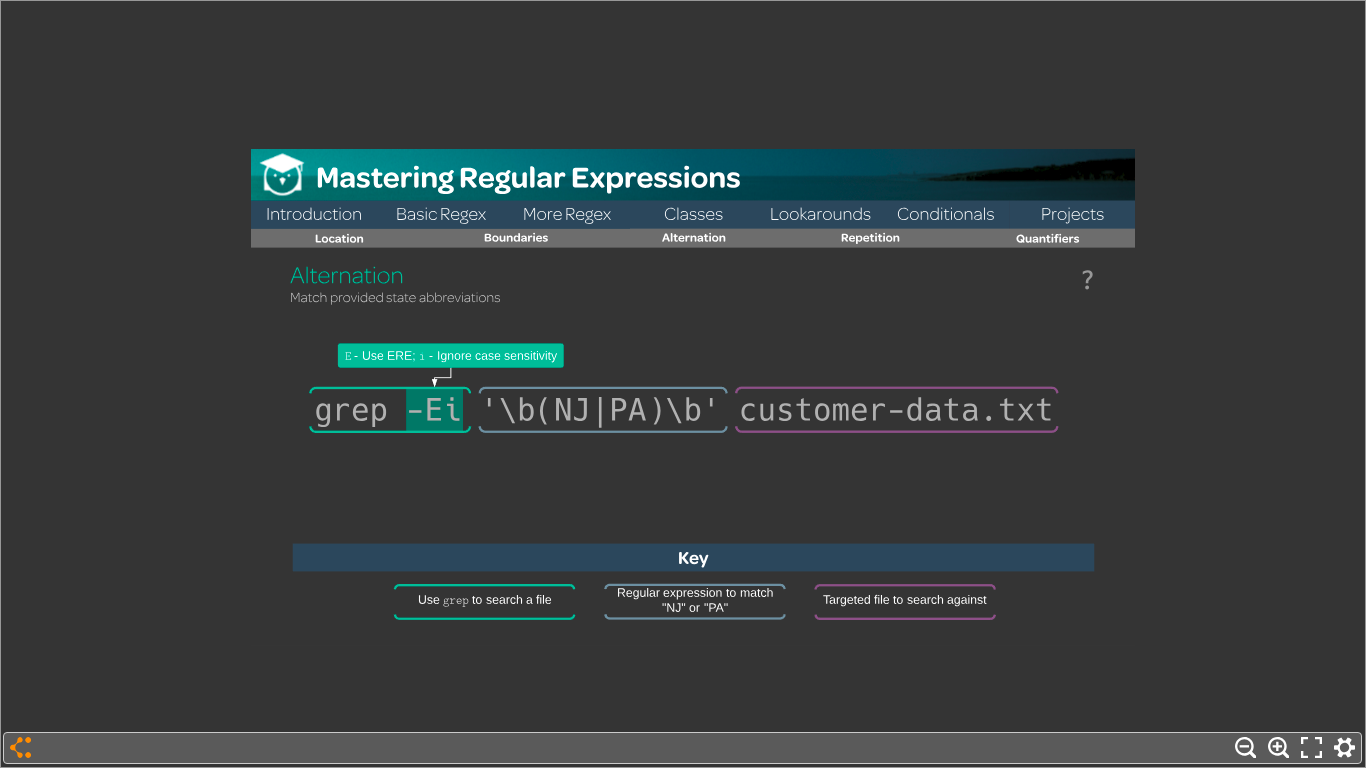 Mastering Regular Expressions
Introduction Basic Regex More Regex Classes Lookarounds Conditionals Projects
Location Boundaries Alternation Repetition Quantifiers
Alternation
?
Match provided state abbreviations
E - Use ERE; i - Ignore case sensitivity
grep -Ei '\b(NJ|PA)\b' customer-data.txt
Key
Use grep to search a file
Regular expression to match
"NJ" or "PA"
Targeted file to search against